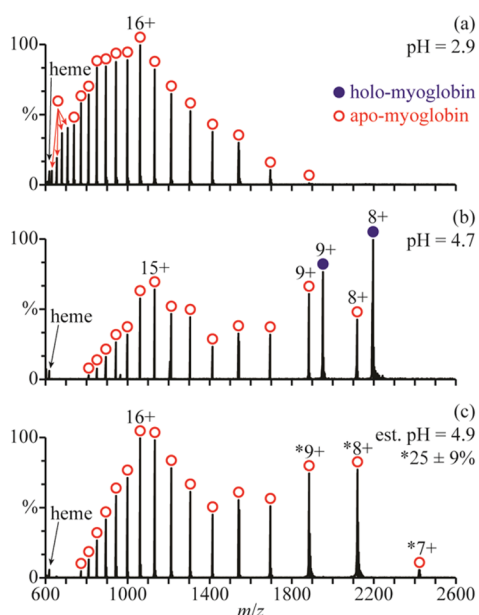 (a)
16+
pH = 2.9
100
heme
holo-myoglobin
apo-myoglobin
%
0
(b)
8+
pH = 4.7
100
9+
15+
9+
8+
%
heme
0
(c)
16+
est. pH = 4.9
100
*25 ± 9%
*9+
*8+
%
heme
*7+
0
600 1000 1400 1800 2200 2600
m/z